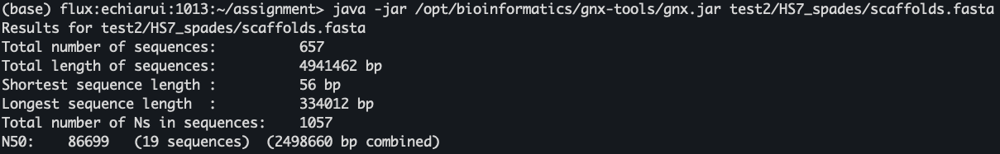 (base) flux:echiarui:1013:~/assignment> java -jar /opt/bioinformatics/gnx-tools/gnx.jar test2/HS7_spades/scaffolds.fasta
Results for test2/HS7_spades/scaffolds.fasta
Total number of sequences:          657
Total length of sequences:          4941462 bp
Shortest sequence length :          56 bp
Longest sequence length  :          334012 bp
Total number of Ns in sequences:    1057
N50:    86699   (19 sequences)  (2498660 bp combined)